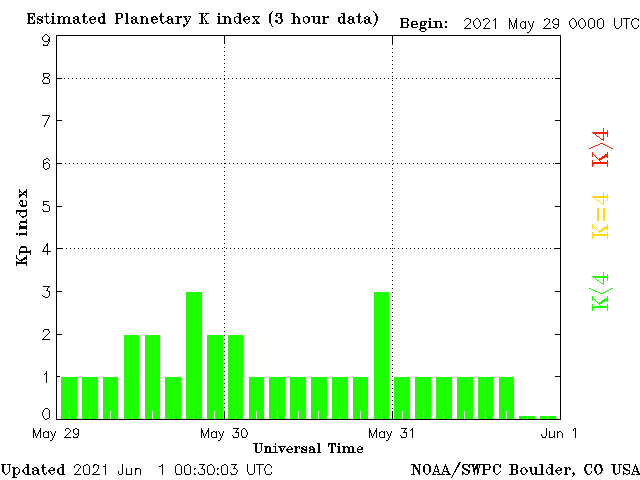 Estimated Planetary K index (3 hour data) Begin: 2021 May 29 0000 UTC
9
8
7
6
5
4
3
2
1
0
Kp index
K>4
K=4
K<4
May 29 May 30 May 31 Jun 1
Universal Time
Updated 2021 Jun 1 00:30:03 UTC NOAA/SWPC Boulder, CO USA